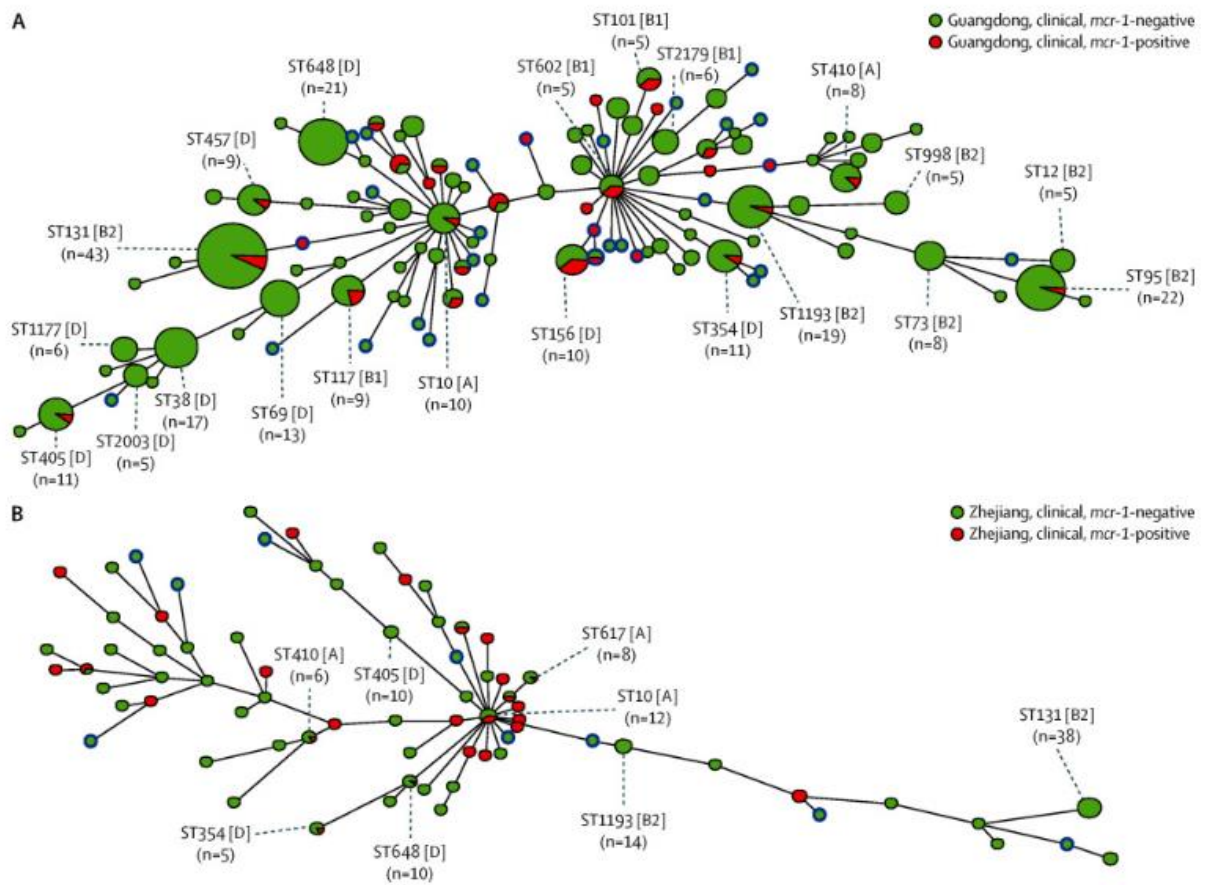 A
Guangdong, clinical, mcr-1-negative
Guangdong, clinical, mcr-1-positive
ST101 [B1]
(n=5)
ST2179 [B1]
(n=6)
ST602 [B1]
(n=5)
ST410 [A]
(n=8)
ST648 [D]
(n=21)
ST457 [D]
(n=9)
ST998 [B2]
(n=5)
ST12 [B2]
(n=5)
ST131 [B2]
(n=43)
ST95 [B2]
(n=22)
ST1177 [D]
(n=6)
ST156 [D]
(n=10)
ST354 [D]
(n=11)
ST1193 [B2]
(n=19)
ST73 [B2]
(n=8)
ST117 [B1]
(n=9)
ST10 [A]
(n=10)
ST38 [D]
(n=17)
ST69 [D]
(n=13)
ST2003 [D]
(n=5)
ST405 [D]
(n=11)
B
Zhejiang, clinical, mcr-1-negative
Zhejiang, clinical, mcr-1-positive
ST617 [A]
(n=8)
ST410 [A]
(n=6)
ST405 [D]
(n=10)
ST10 [A]
(n=12)
ST131 [B2]
(n=38)
ST354 [D]
(n=5)
ST648 [D]
(n=10)
ST1193 [B2]
(n=14)